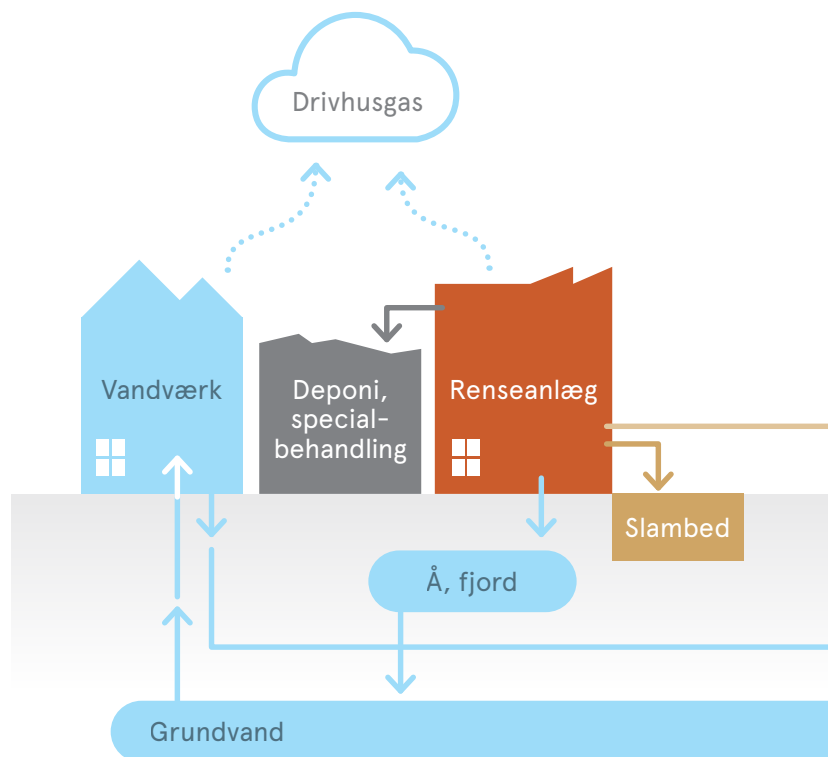 Drivhusgas
Vandværk
Deponi,
special-
behandling
Renseanlæg
Slambed
Å, fjord
Grundvand